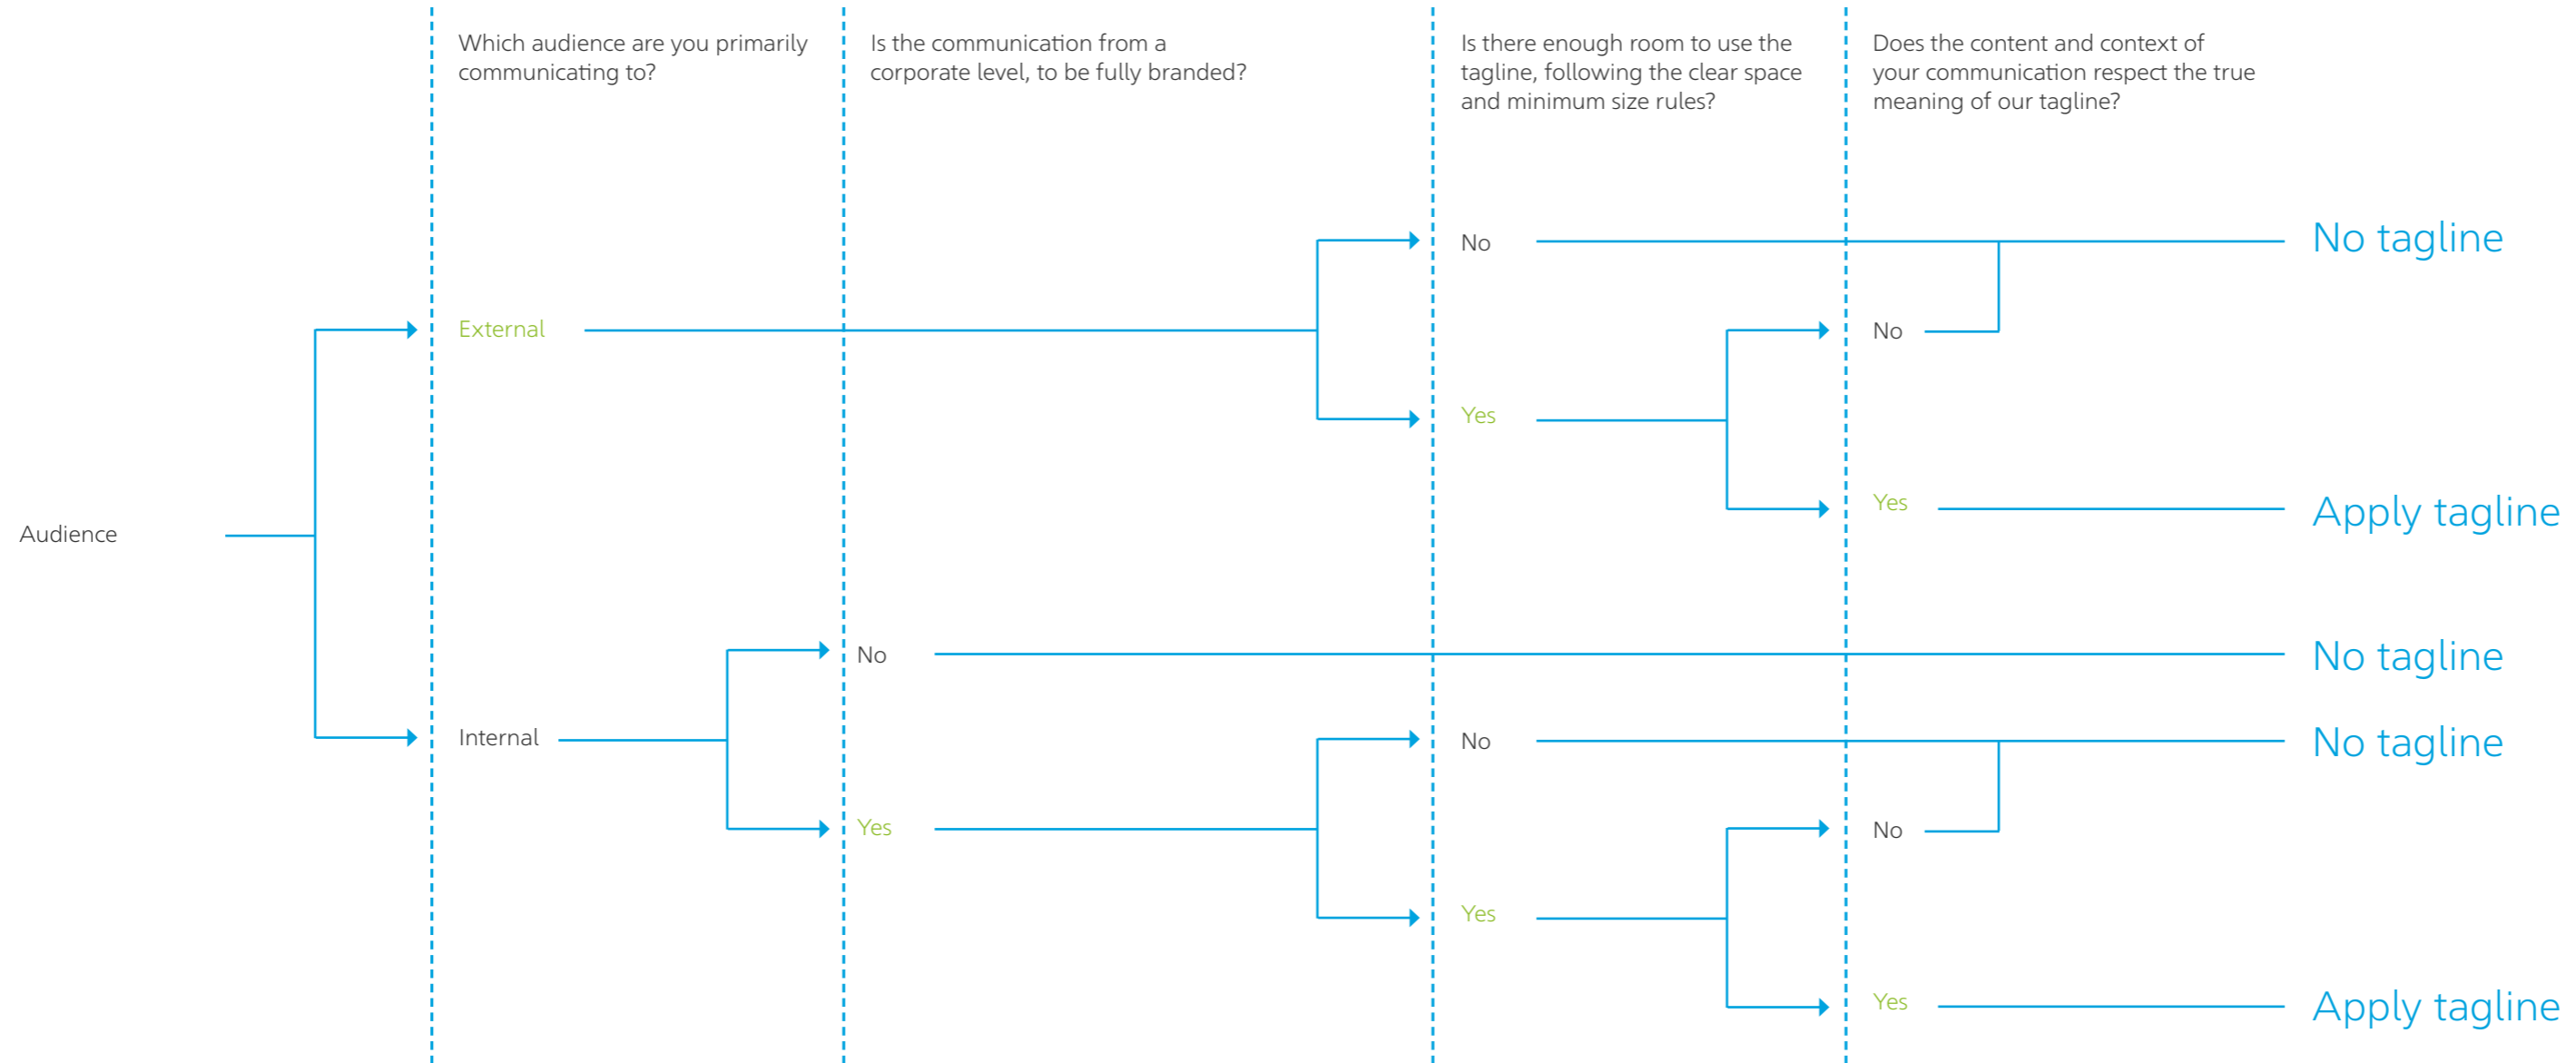 Which audience are you primarily
communicating to?
Is the communication from a
corporate level, to be fully branded?
Is there enough room to use the
tagline, following the clear space
and minimum size rules?
Does the content and context of
your communication respect the true
meaning of our tagline?
No
No tagline
External
No
Yes
Yes
Apply tagline
Audience
No
No tagline
Internal
No
No tagline
Yes
No
Yes
Yes
Apply tagline